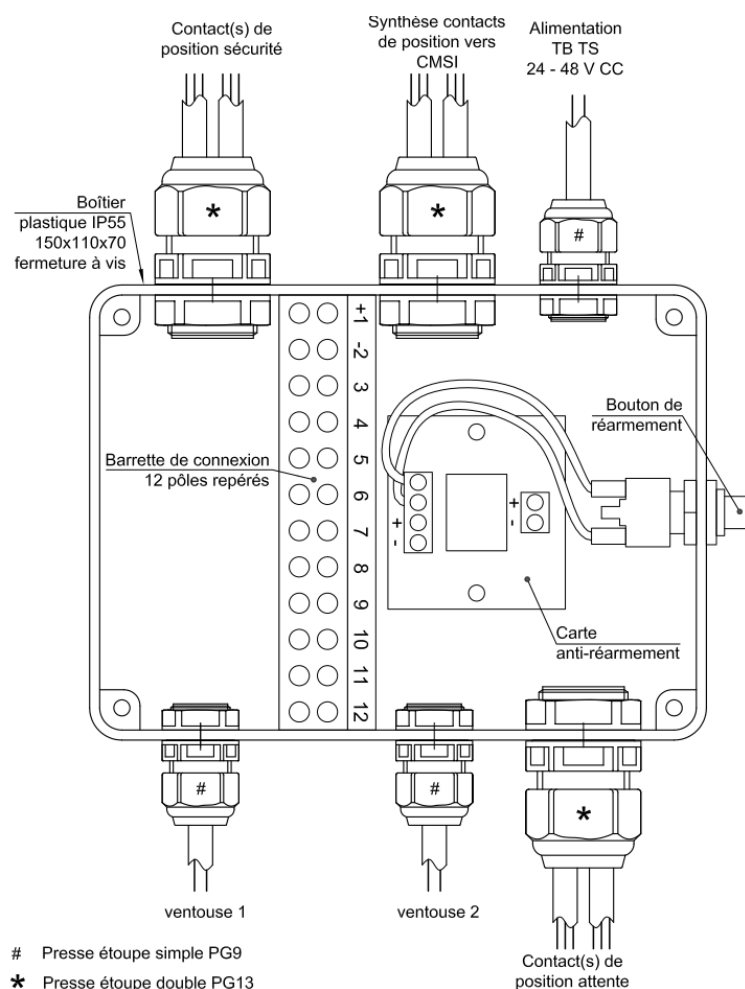 Contact(s) de
position sécurité
Synthèse contacts
de position vers
CMSI
Alimentation
TB TS
24 - 48 V CC
Boîtier
plastique IP55
150x110x70
fermeture à vis
*
*
#
+1
-2
3
4
5
6
7
8
9
10
11
12
Barrette de connexion
12 pôles repérés
+
-
+
-
Bouton de
réarmement
Carte
anti-réarmement
#
#
*
ventouse 1
ventouse 2
Contact(s) de
position attente
# Presse étoupe simple PG9
* Presse étoupe double PG13